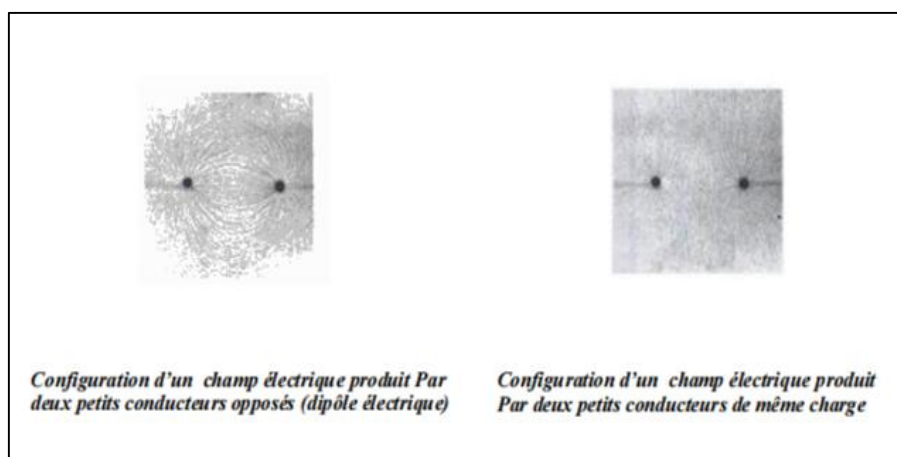 Configuration d'un champ électrique produit Par
deux petits conducteurs opposés (dipôle électrique)
Configuration d'un champ électrique produit
Par deux petits conducteurs de même charge